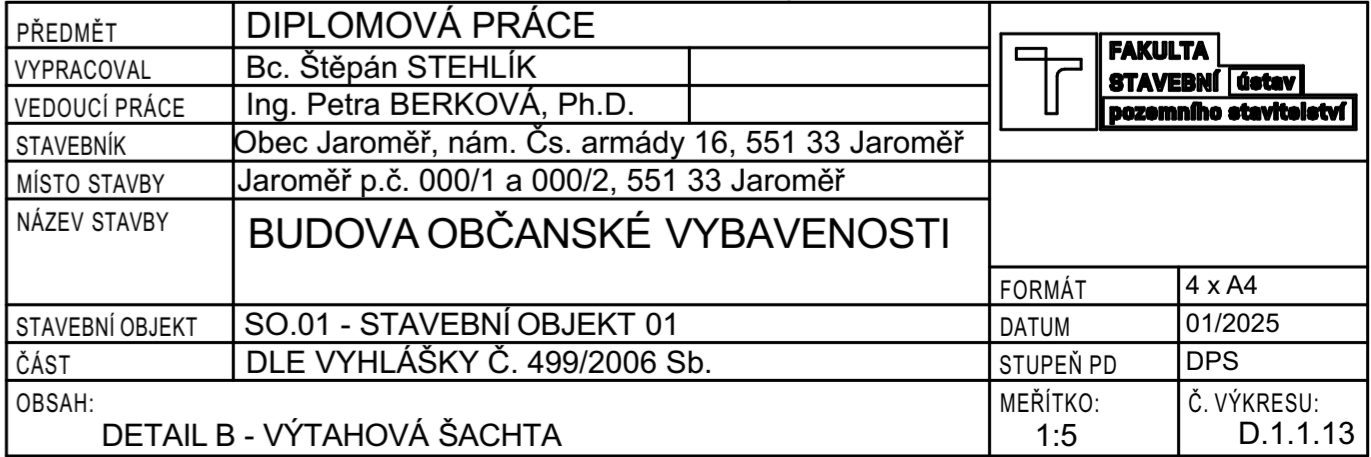 PŘEDMĚT DIPLOMOVÁ PRÁCE
VYPRACOVAL Bc. Štěpán STEHLÍK
VEDOUCÍ PRÁCE Ing. Petra BERKOVÁ, Ph.D.
STAVEBNÍK Obec Jaroměř, nám. Čs. armády 16, 551 33 Jaroměř
MÍSTO STAVBY Jaroměř p.č. 000/1 a 000/2, 551 33 Jaroměř
NÁZEV STAVBY BUDOVA OBČANSKÉ VYBAVENOSTI
STAVEBNÍ OBJEKT SO.01 - STAVEBNÍ OBJEKT 01
ČÁST DLE VYHLÁŠKY Č. 499/2006 Sb.
OBSAH:
DETAIL B - VÝTAHOVÁ ŠACHTA
T
FAKULTA
STAVEBNÍ ústav
pozemního stavitelství
FORMÁT 4 x A4
DATUM 01/2025
STUPEŇ PD DPS
MEŘÍTKO: Č. VÝKRESU:
1:5 D.1.1.13